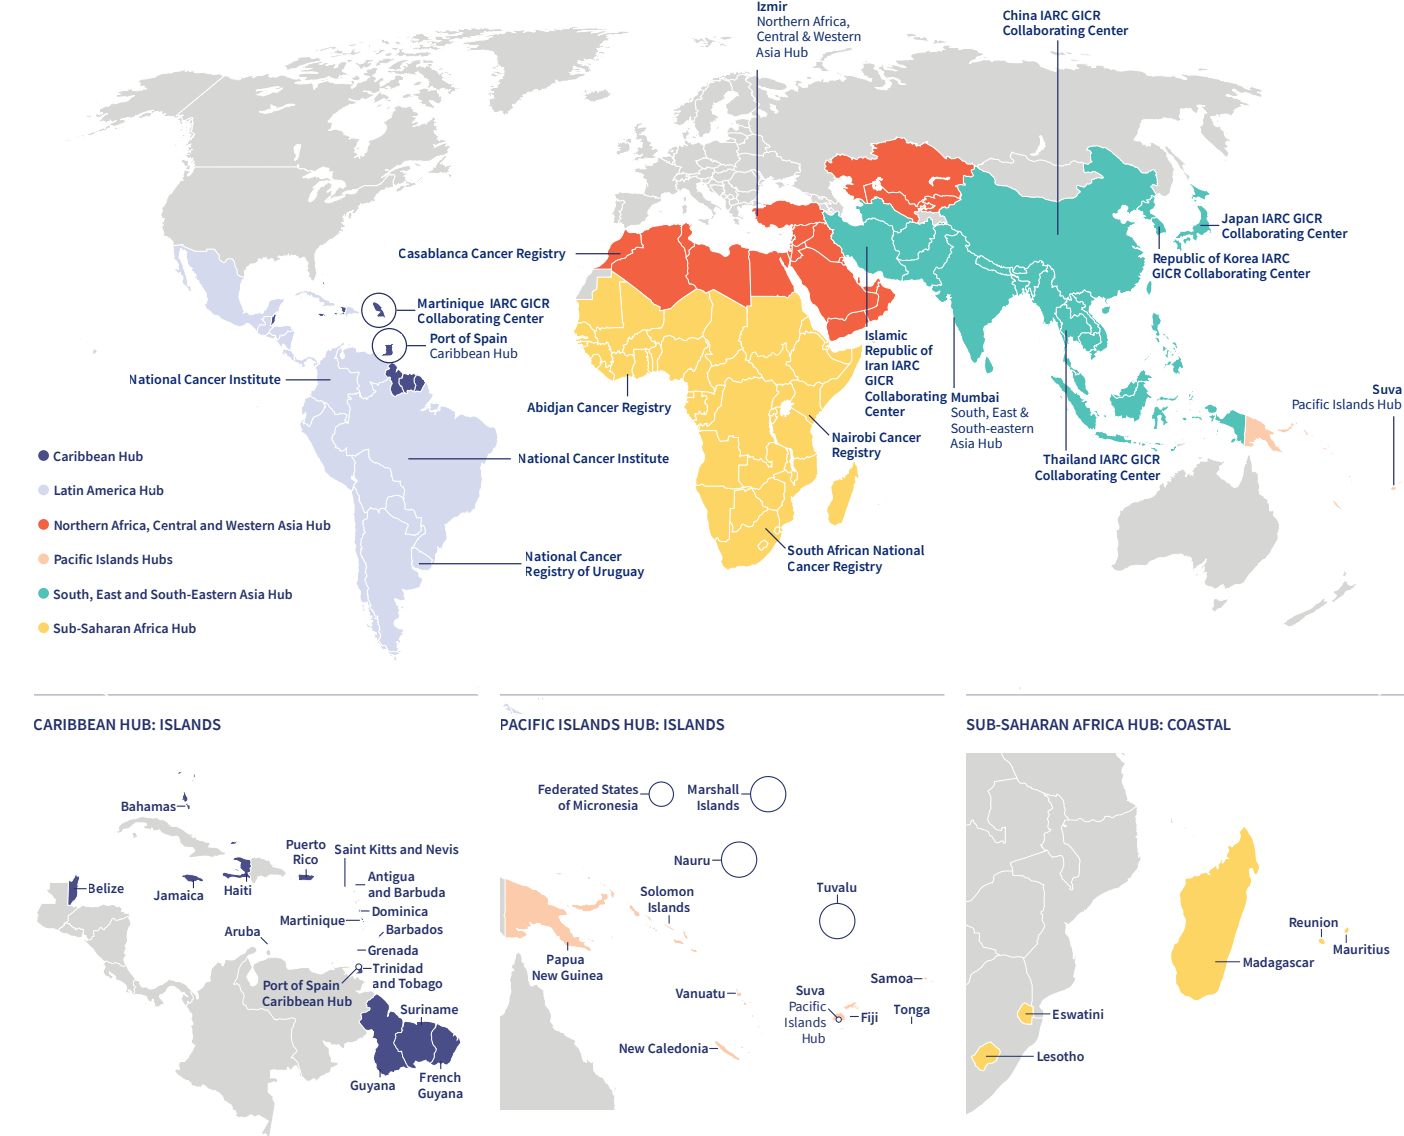 Izmir
Northern Africa,
Central & Western
Asia Hub
China IARC GICR
Collaborating Center
Japan IARC GICR
Collaborating Center
Republic of Korea IARC
GICR Collaborating Center
Casablanca Cancer Registry
Martinique IARC GICR
Collaborating Center
Port of Spain
Caribbean Hub
National Cancer Institute
Abidjan Cancer Registry
Islamic
Republic of
Iran IARC
GICR
Collaborating
Center
Mumbai
South, East &
South-eastern
Asia Hub
Suva
Pacific Islands Hub
Nairobi Cancer
Registry
National Cancer Institute
Thailand IARC GICR
Collaborating Center
South African National
Cancer Registry
National Cancer
Registry of Uruguay
Caribbean Hub
Latin America Hub
Northern Africa, Central and Western Asia Hub
Pacific Islands Hubs
South, East and South-Eastern Asia Hub
Sub-Saharan Africa Hub
CARIBBEAN HUB: ISLANDS
Bahamas
Puerto
Rico
Saint Kitts and Nevis
Belize
Jamaica
Haiti
Antigua
and Barbuda
Dominica
Martinique
Barbados
Aruba
Grenada
Trinidad
and Tobago
Port of Spain
Caribbean Hub
Suriname
Guyana
French
Guyana
PACIFIC ISLANDS HUB: ISLANDS
Federated States
of Micronesia
Marshall
Islands
Nauru
Solomon
Islands
Tuvalu
Papua
New Guinea
Samoa
Vanuatu
Suva
Pacific
Islands
Hub
Fiji
Tonga
New Caledonia
SUB-SAHARAN AFRICA HUB: COASTAL
Reunion
Mauritius
Madagascar
Eswatini
Lesotho